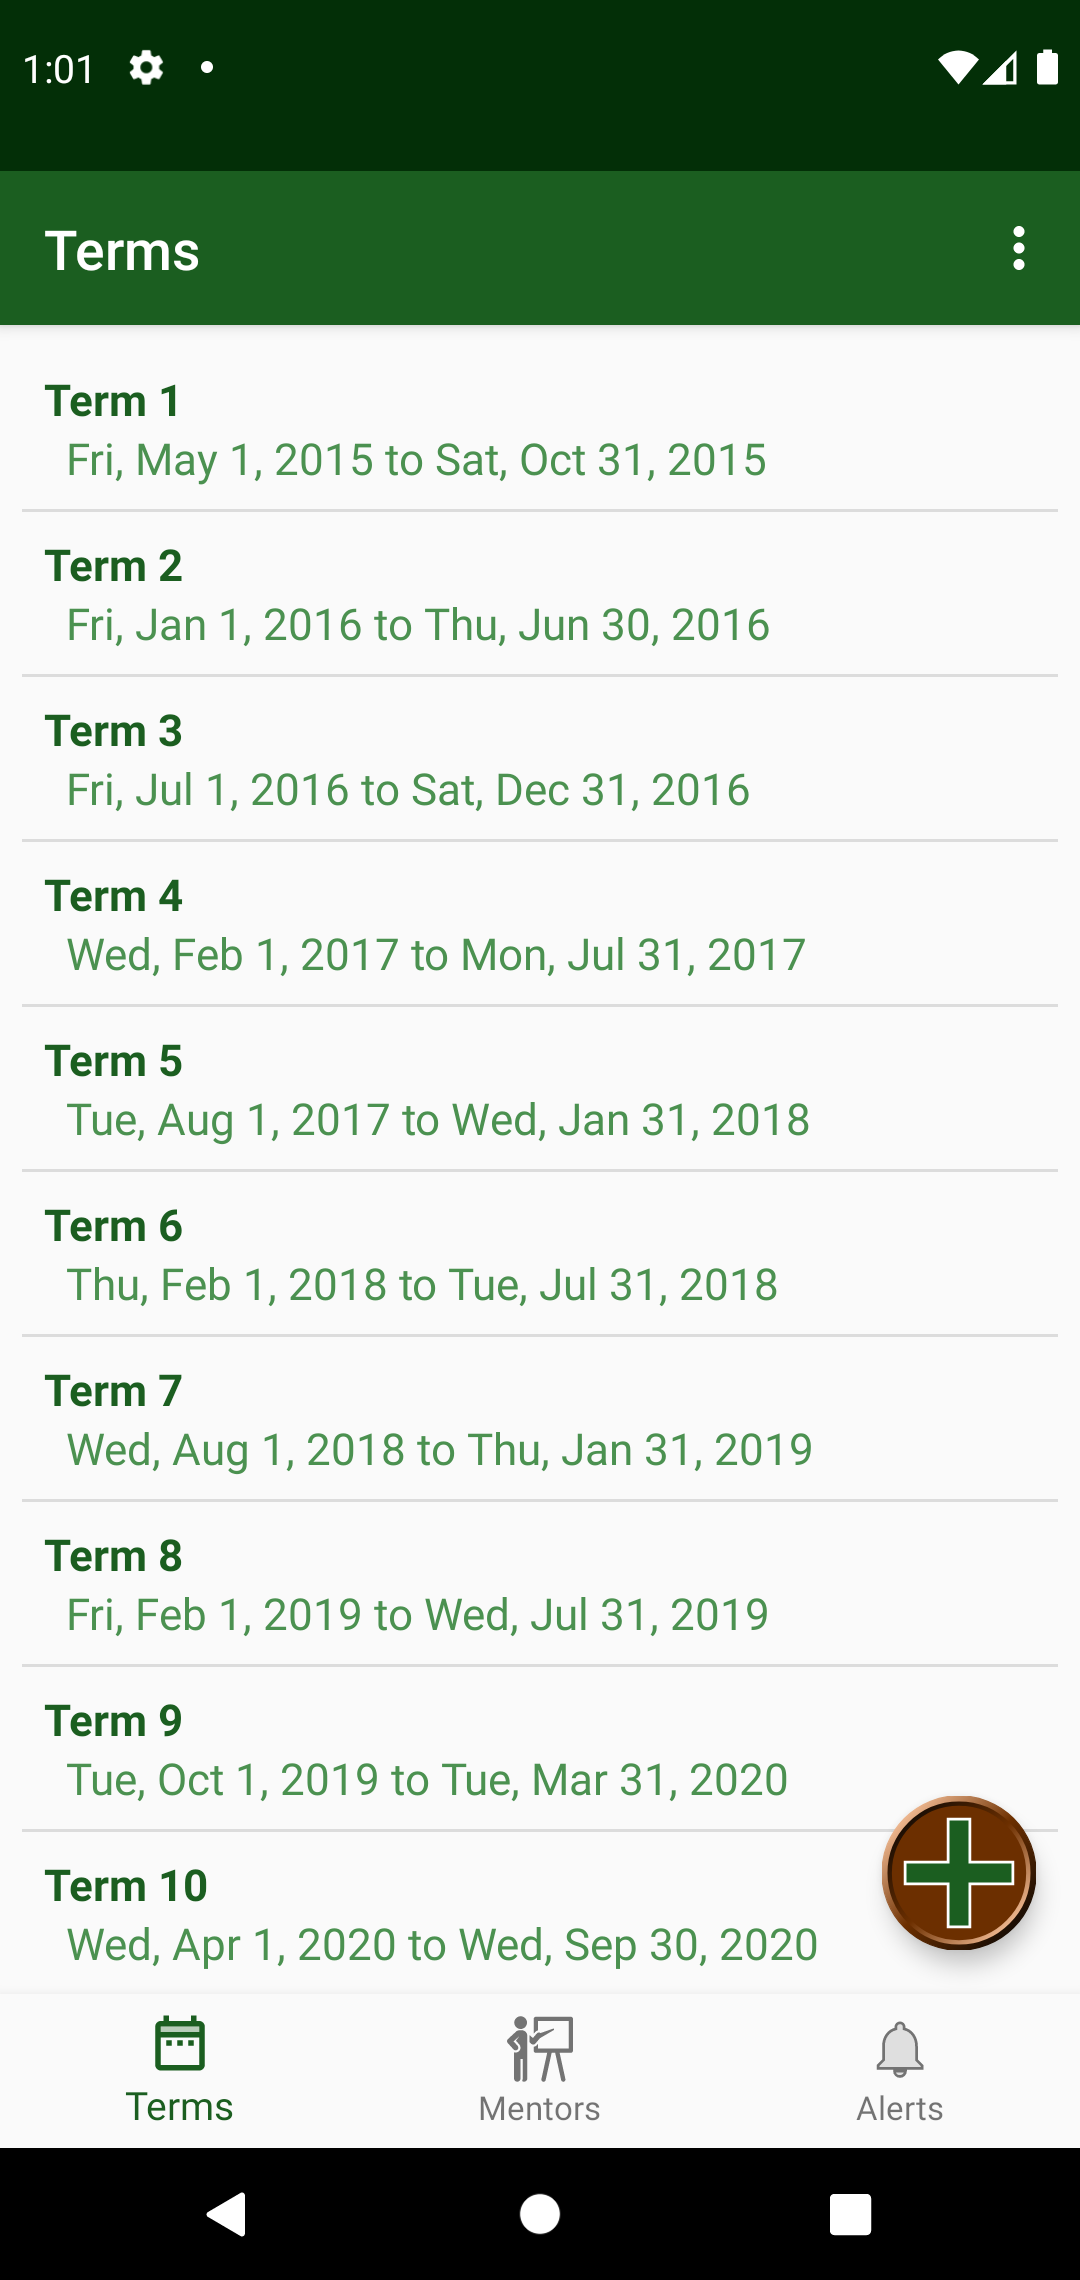 1:01
Terms
Term 1
Fri, May 1, 2015 to Sat, Oct 31, 2015
Term 2
Fri, Jan 1, 2016 to Thu, Jun 30, 2016
Term 3
Fri, Jul 1, 2016 to Sat, Dec 31, 2016
Term 4
Wed, Feb 1, 2017 to Mon, Jul 31, 2017
Term 5
Tue, Aug 1, 2017 to Wed, Jan 31, 2018
Term 6
Thu, Feb 1, 2018 to Tue, Jul 31, 2018
Term 7
Wed, Aug 1, 2018 to Thu, Jan 31, 2019
Term 8
Fri, Feb 1, 2019 to Wed, Jul 31, 2019
Term 9
Tue, Oct 1, 2019 to Tue, Mar 31, 2020
Term 10
Wed, Apr 1, 2020 to Wed, Sep 30, 2020
Terms
Mentors
Alerts